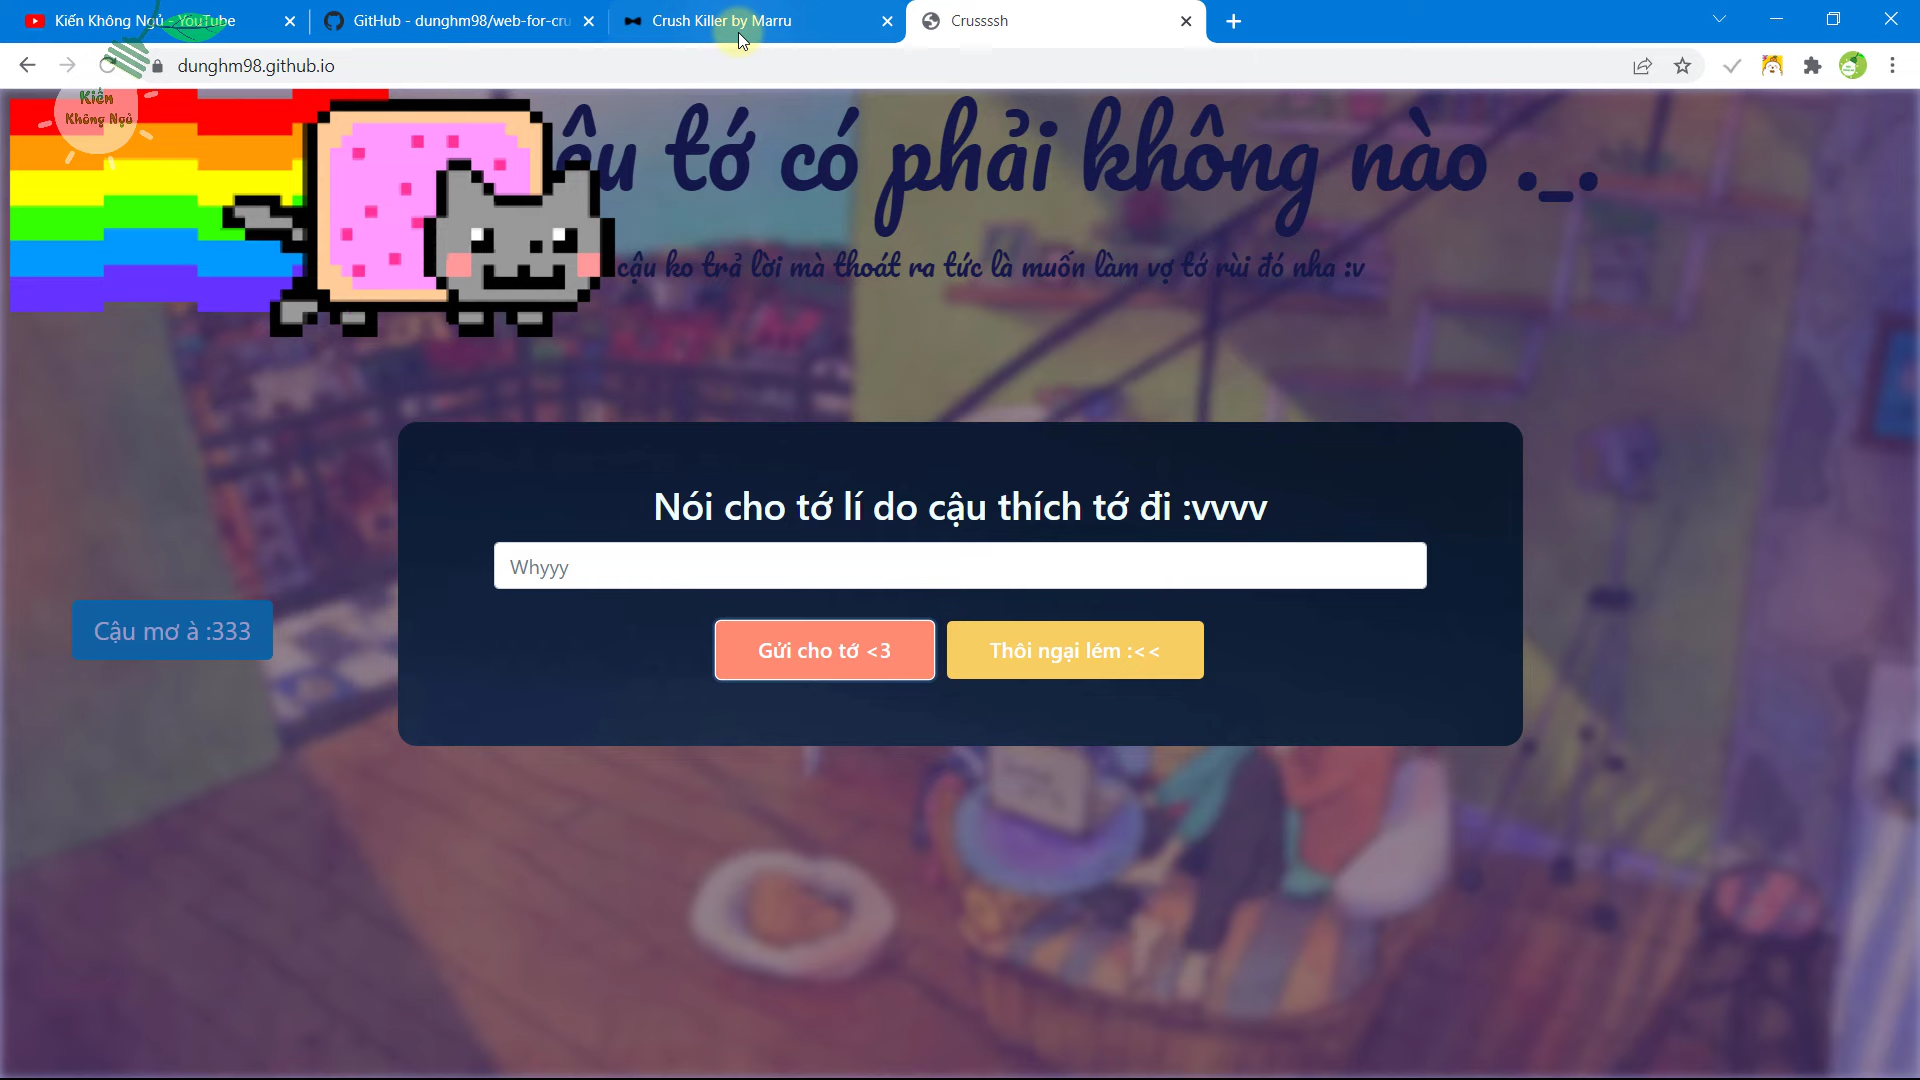 Kiến Không Ngủ - YouTube
GitHub - dunghm98/web-for-cru
Crush Killer by Marru
Crussssh
dunghm98.github.io
Kiến
Không Ngủ
tớ có phải không nào ._.
cậu ko trả lời mà thoát ra tức là muốn làm vợ tớ rùi đó nha :v
Nói cho tớ lí do cậu thích tớ đi :vvvv
Whyyy
Cậu mơ à :333
Gửi cho tớ <3
Thôi ngại lém :<<